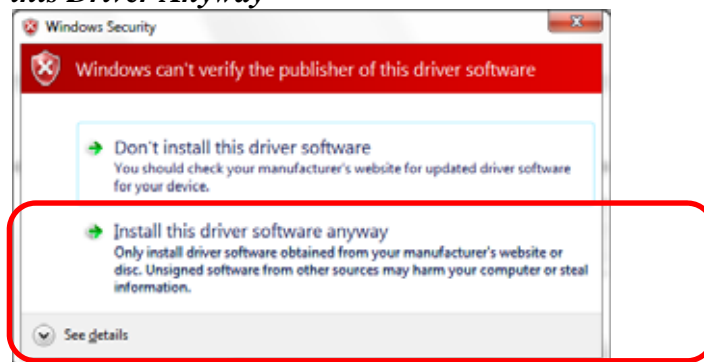 this Driver Anyway
Windows Security
Windows can't verify the publisher of this driver software
Don't install this driver software
You should check your manufacturer's website for updated driver software
for your device.
Install this driver software anyway
Only install driver software obtained from your manufacturer's website or
disc. Unsigned software from other sources may harm your computer or steal
information.
See details